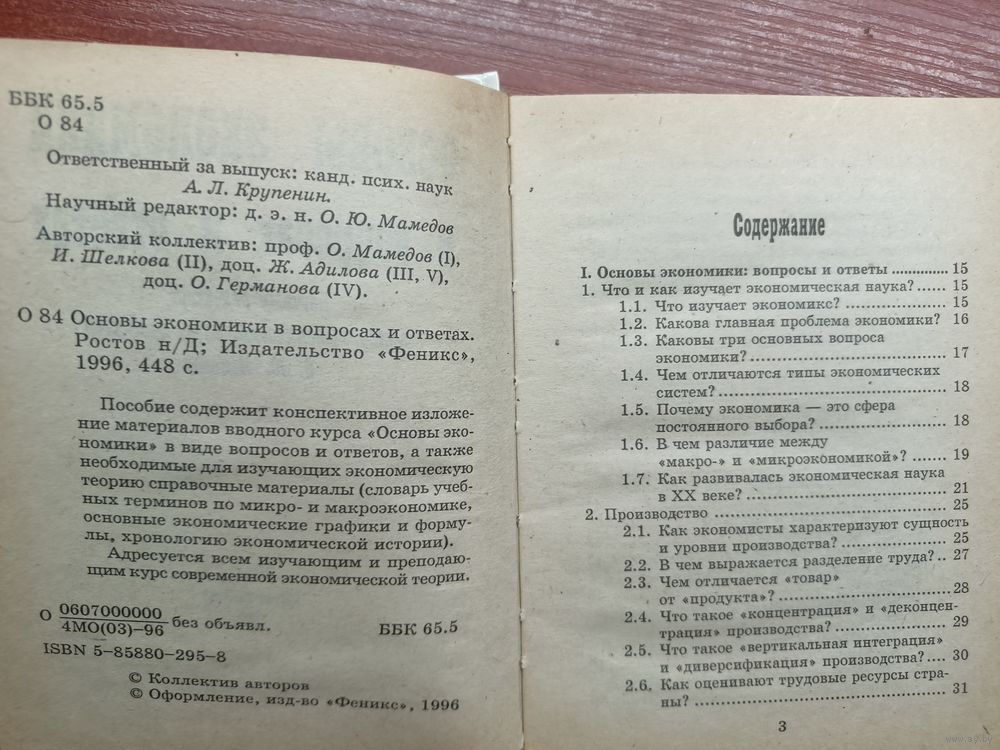 ББК 65.5
О 84
Ответственный за выпуск: канд. псих. наук
А. Л. Крупенин.
Научный редактор: д. э. н. О. Ю. Мамедов
Авторский коллектив: проф. О. Мамедов (I),
И. Шелкова (II), доц. Ж. Адилова (III, V),
доц. О. Германова (IV).
О 84 Основы экономики в вопросах и ответах.
Ростов н/Д; Издательство «Феникс»,
1996, 448 с.
Пособие содержит конспективное изложе-
ние материалов вводного курса «Основы эко-
номики» в виде вопросов и ответов, а также
необходимые для изучающих экономическую
теорию справочные материалы (словарь учеб-
ных терминов по микро- и макроэкономике,
основные экономические графики и форму-
лы, хронологию экономической истории).
Адресуется всем изучающим и преподаю-
щим курс современной экономической теории.
О 0607000000
4МО(03)-96 без объявл.
ББК 65.5
ISBN 5-85880-295-8
© Коллектив авторов
© Оформление, изд-во «Феникс», 1996
Содержание
I. Основы экономики: вопросы и ответы .............. 15
1. Что и как изучает экономическая наука? ...... 15
1.1. Что изучает экономикс? .................... 15
1.2. Какова главная проблема экономики? 16
1.3. Каковы три основных вопроса
экономики? .................................. 17
1.4. Чем отличаются типы экономических
систем? ....................................... 18
1.5. Почему экономика — это сфера
постоянного выбора? ..................... 18
1.6. В чем различие между
«макро-» и «микроэкономикой»? ....... 19
1.7. Как развивалась экономическая наука
в XX веке? .................................. 21
2. Производство ....................................... 25
2.1. Как экономисты характеризуют сущность
и уровни производства? .................. 25
2.2. В чем выражается разделение труда? .. 27
2.3. Чем отличается «товар»
от «продукта»? .............................. 28
2.4. Что такое «концентрация» и «деконцен-
трация» производства? .................... 29
2.5. Что такое «вертикальная интеграция»
и «диверсификация» производства? .... 30
2.6. Как оценивают трудовые ресурсы стра-
ны? ............................................ 31
3
www.ay.by